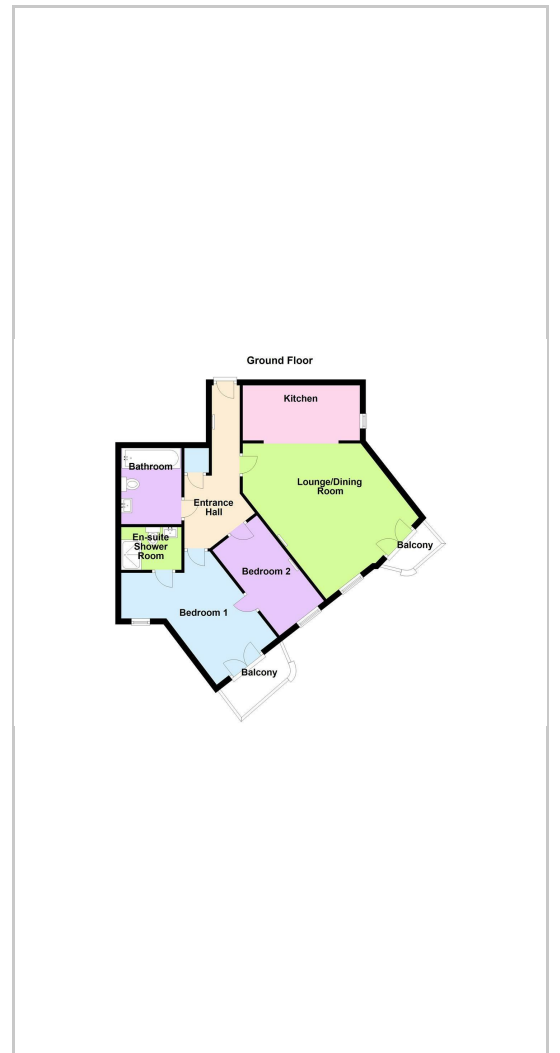 Ground Floor
Kitchen
Bathroom
Lounge/Dining
Room
Entrance
Hall
En-suite
Shower
Room
Balcony
Bedroom 2
Bedroom 1
Balcony